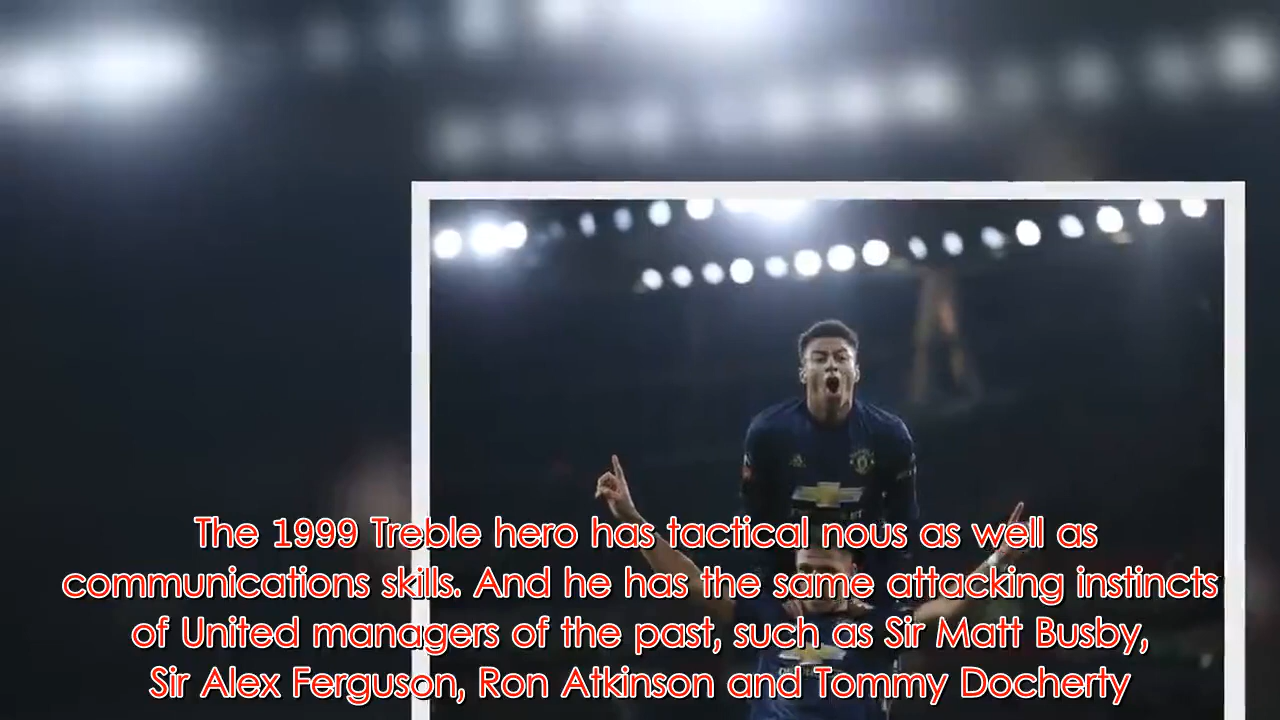 The 1999 Treble hero has tactical nous as well as
communications skills. And he has the same attacking instincts
of United managers of the past, such as Sir Matt Busby,
Sir Alex Ferguson, Ron Atkinson and Tommy Docherty